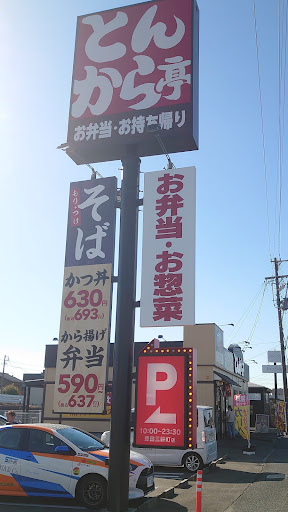 とん
から亭
お弁当・お持ち帰り
お弁当・お惣菜
そば
かつ丼
630円
693
から揚げ
弁当
590円
637
P
10:00〜23:30